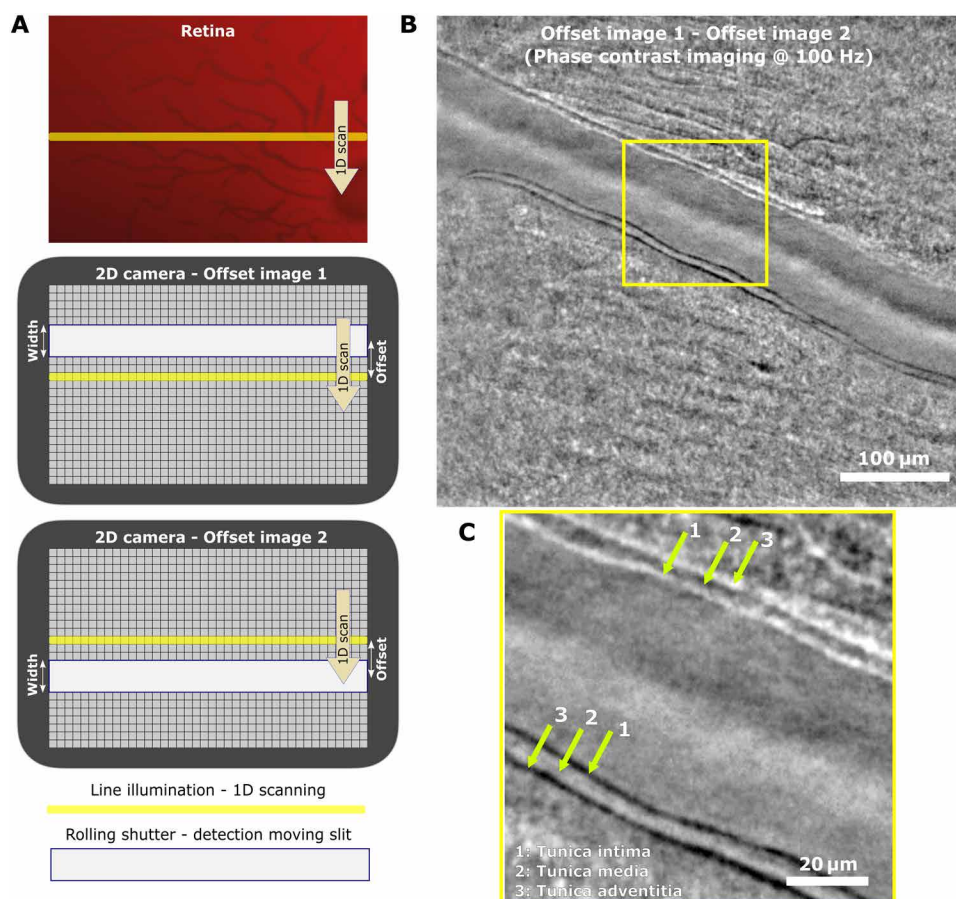 A
Retina
1D scan
2D camera - Offset image 1
Width
1D scan
Offset
2D camera - Offset image 2
Width
1D scan
Offset
Line illumination - 1D scanning
Rolling shutter - detection moving slit
B
Offset image 1 - Offset image 2
(Phase contrast imaging @ 100 Hz)
100 µm
C
1
2
3
3
2
1
1: Tunica intima
2: Tunica media
3: Tunica adventitia
20 µm